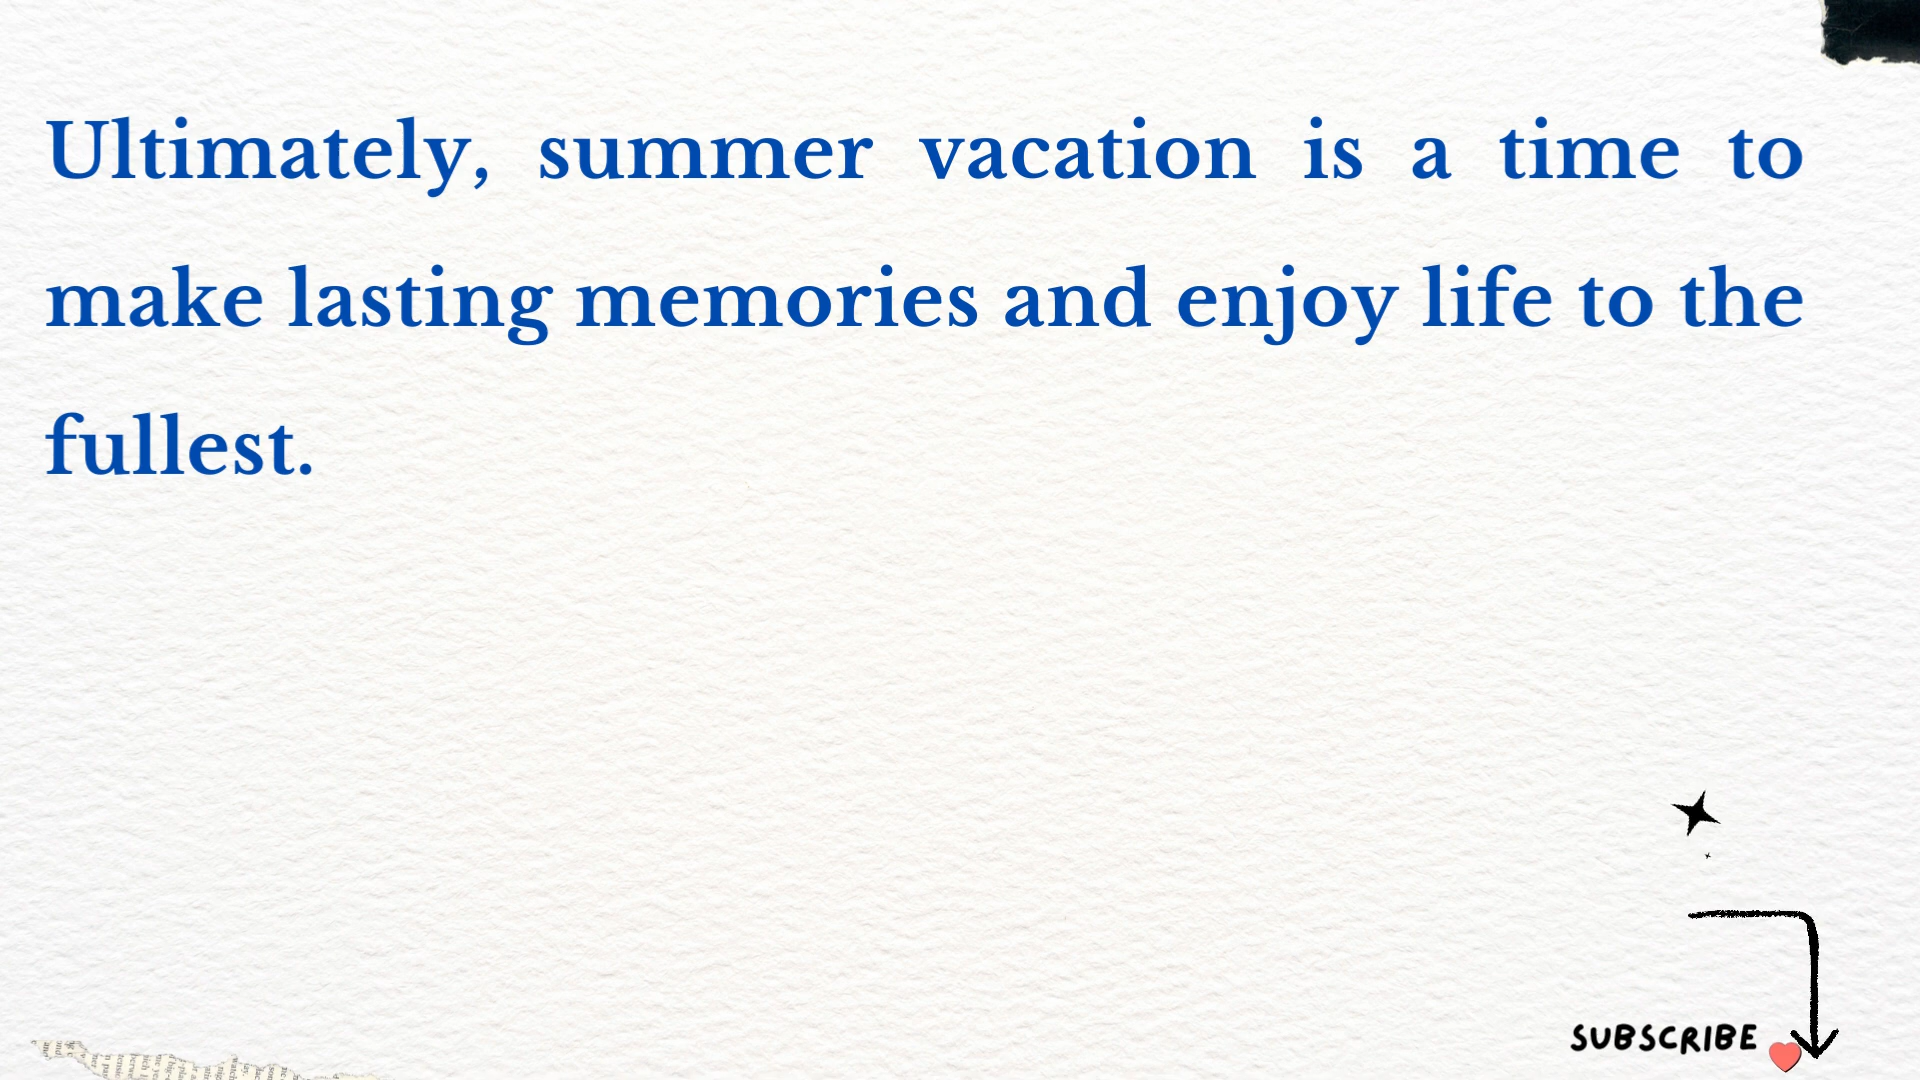 Ultimately, summer vacation is a time to
make lasting memories and enjoy life to the
fullest.
SUBSCRIBE